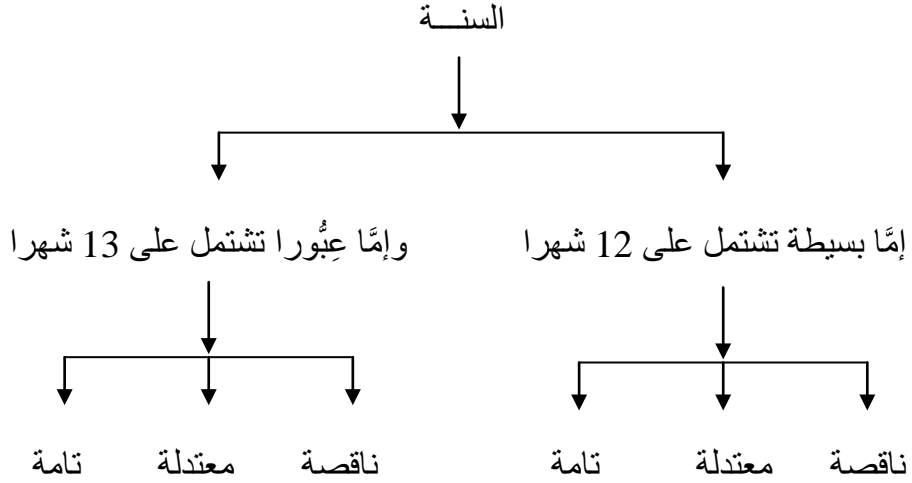 السنـــة
إمَّا بسيطة تشتمل على 12 شهرا وإمَّا عِبُّورا تشتمل على 13 شهرا
ناقصة معتدلة تامة ناقصة معتدلة تامة